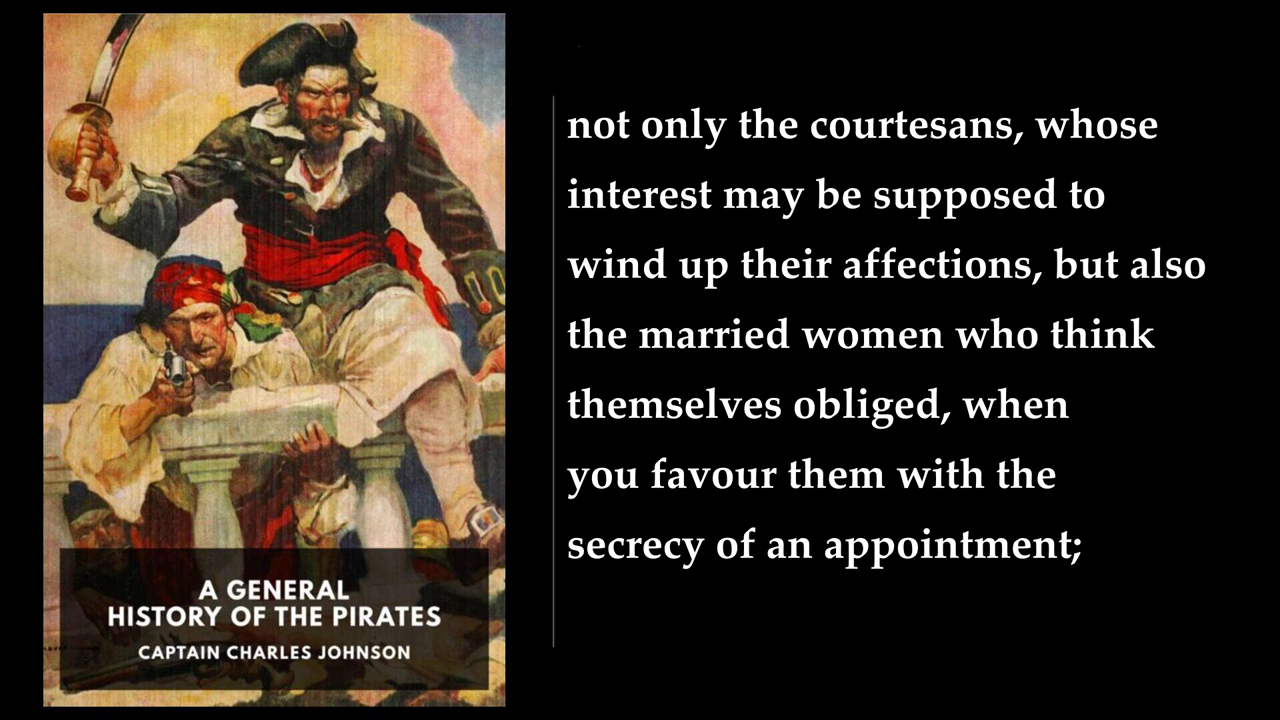 not only the courtesans, whose
interest may be supposed to
wind up their affections, but also
the married women who think
themselves obliged, when
you favour them with the
secrecy of an appointment;
A GENERAL
HISTORY OF THE PIRATES
CAPTAIN CHARLES JOHNSON